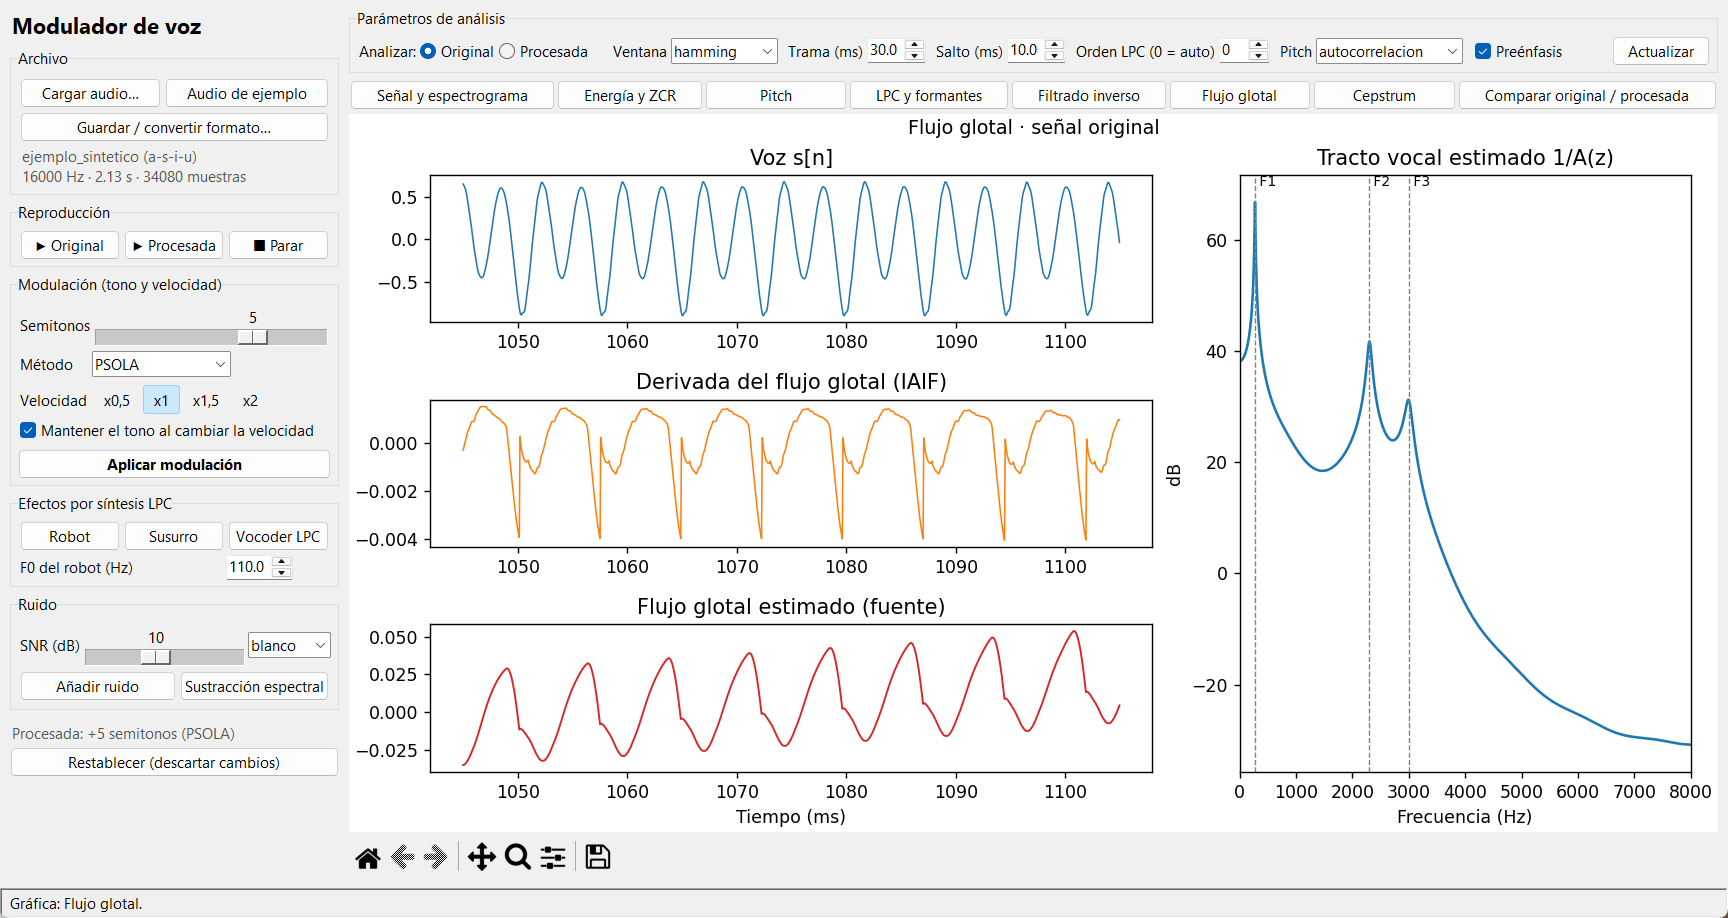 Modulador de voz
Archivo
Cargar audio...
Audio de ejemplo
Guardar / convertir formato...
ejemplo_sintetico (a-s-i-u)
16000 Hz · 2.13 s · 34080 muestras
Reproducción
► Original
► Procesada
■ Parar
Modulación (tono y velocidad)
5
Semitonos
Método PSOLA
Velocidad x0,5 x1 x1,5 x2
Mantener el tono al cambiar la velocidad
Aplicar modulación
Efectos por síntesis LPC
Robot
Susurro
Vocoder LPC
F0 del robot (Hz) 110.0
Ruido
10
SNR (dB) blanco
Añadir ruido
Sustracción espectral
Procesada: +5 semitonos (PSOLA)
Restablecer (descartar cambios)
Parámetros de análisis
Analizar: Original Procesada Ventana hamming Trama (ms) 30.0 Salto (ms) 10.0 Orden LPC (0 = auto) 0 Pitch autocorrelacion Preénfasis Actualizar
Señal y espectrograma
Energía y ZCR
Pitch
LPC y formantes
Filtrado inverso
Flujo glotal
Cepstrum
Comparar original / procesada
Flujo glotal · señal original
Voz s[n]
0.5
0.0
−0.5
1050 1060 1070 1080 1090 1100
Derivada del flujo glotal (IAIF)
0.000
−0.002
−0.004
1050 1060 1070 1080 1090 1100
Flujo glotal estimado (fuente)
0.050
0.025
0.000
−0.025
1050 1060 1070 1080 1090 1100
Tiempo (ms)
Tracto vocal estimado 1/A(z)
F1 F2 F3
60
40
20
0
−20
dB
0 1000 2000 3000 4000 5000 6000 7000 8000
Frecuencia (Hz)
Gráfica: Flujo glotal.